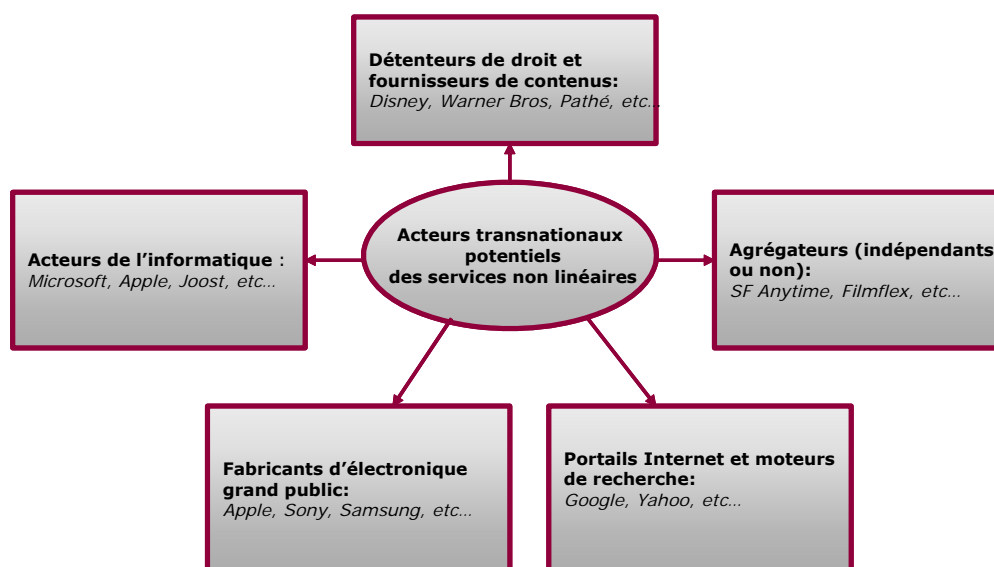 Détenteurs de droit et
fournisseurs de contenus:
Disney, Warner Bros, Pathé, etc…
Acteurs transnationaux
potentiels
des services non linéaires
Acteurs de l’informatique :
Microsoft, Apple, Joost, etc…
Agrégateurs (indépendants
ou non):
SF Anytime, Filmflex, etc…
Fabricants d’électronique
grand public:
Apple, Sony, Samsung, etc…
Portails Internet et moteurs
de recherche:
Google, Yahoo, etc…